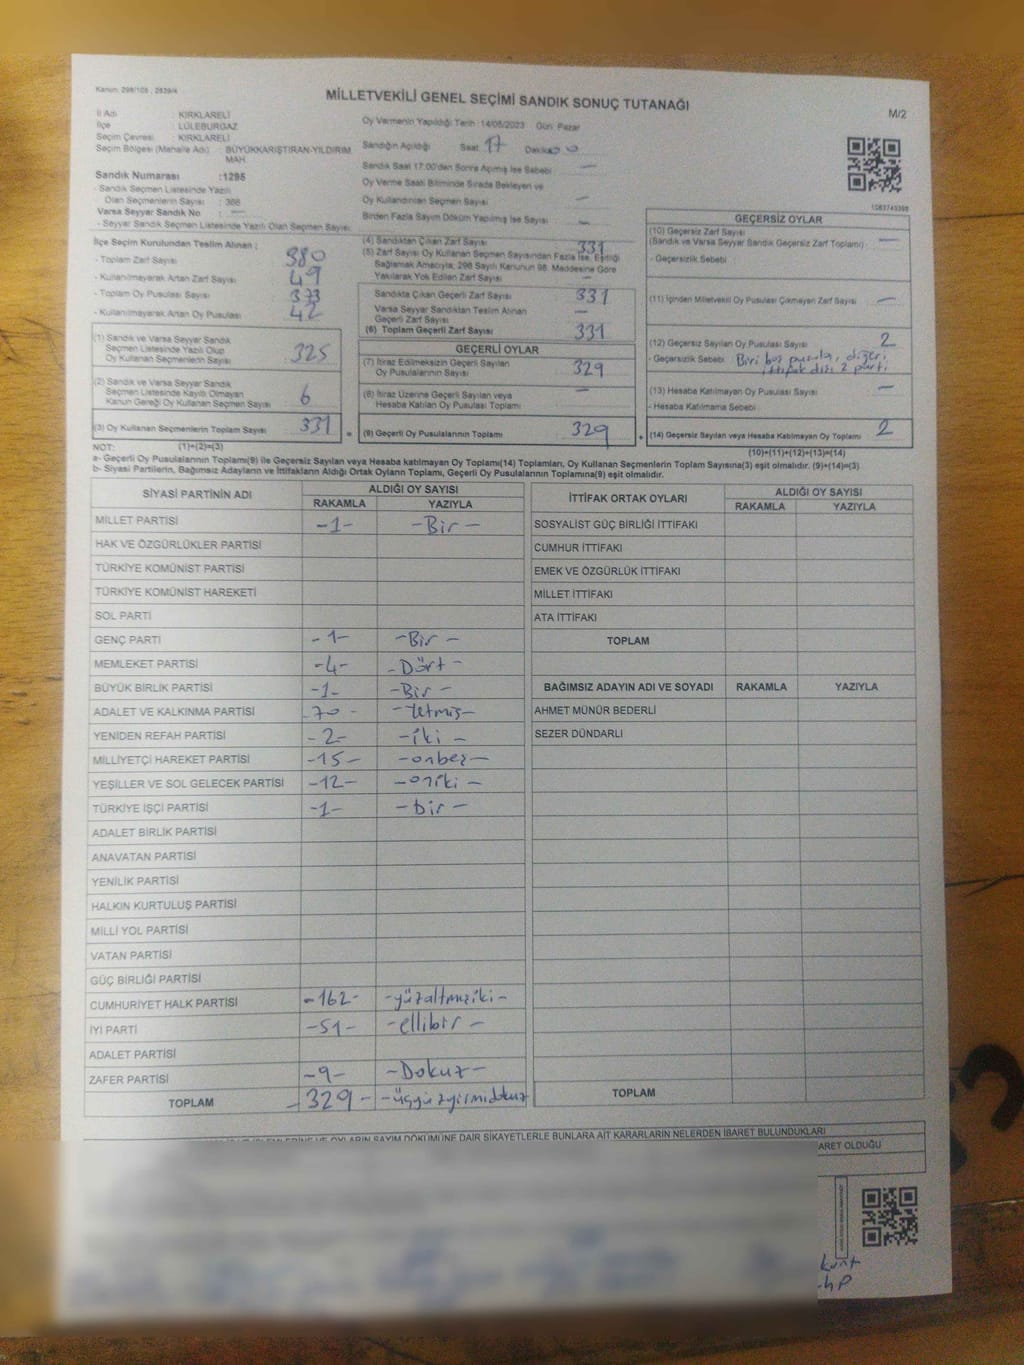 Kanun: 298/105 , 2839/4
MİLLETVEKİLİ GENEL SEÇİMİ SANDIK SONUÇ TUTANAĞI
M/2
İl Adı : KIRKLARELİ
İlçe : LÜLEBURGAZ
Seçim Çevresi : KIRKLARELİ
Seçim Bölgesi (Mahalle Adı) : BÜYÜKKARIŞTIRAN-YILDIRIM
MAH
Sandık Numarası :1295
- Sandık Seçmen Listesinde Yazılı
Olan Seçmenlerin Sayısı : 366
Varsa Seyyar Sandık No : —
- Seyyar Sandık Seçmen Listesinde Yazılı Olan Seçmen Sayısı:
Oy Vermenin Yapıldığı Tarih :14/05/2023 Gün: Pazar
Sandığın Açıldığı Saat: 17 Dakika: 00
Sandık Saat 17:00'den Sonra Açılmış İse Sebebi : —
Oy Verme Saati Bitiminde Sırada Bekleyen ve
Oy Kullandırılan Seçmen Sayısı : —
Birden Fazla Sayım Döküm Yapılmış İse Sayısı : —
İlçe Seçim Kurulundan Teslim Alınan ;
- Toplam Zarf Sayısı : 380
- Kullanılmayarak Artan Zarf Sayısı : 49
- Toplam Oy Pusulası Sayısı : 373
- Kullanılmayarak Artan Oy Pusulası : 42
(1) Sandık ve Varsa Seyyar Sandık
Seçmen Listesinde Yazılı Olup
Oy Kullanan Seçmenlerin Sayısı : 325
(2) Sandık ve Varsa Seyyar Sandık
Seçmen Listesinde Kayıtlı Olmayan
Kanun Gereği Oy Kullanan Seçmen Sayısı : 6
(3) Oy Kullanan Seçmenlerin Toplam Sayısı : 331
(4) Sandıktan Çıkan Zarf Sayısı : 331
(5) Zarf Sayısı Oy Kullanan Seçmen Sayısından Fazla İse, Eşitliği
Sağlamak Amacıyla, 298 Sayılı Kanunun 98. Maddesine Göre
Yakılarak Yok Edilen Zarf Sayısı : —
Sandıkta Çıkan Geçerli Zarf Sayısı : 331
Varsa Seyyar Sandıktan Teslim Alınan
Geçerli Zarf Sayısı : —
(6) Toplam Geçerli Zarf Sayısı : 331
GEÇERLİ OYLAR
(7) İtiraz Edilmeksizin Geçerli Sayılan
Oy Pusulalarının Sayısı : 329
(8) İtiraz Üzerine Geçerli Sayılan veya
Hesaba Katılan Oy Pusulaları Toplamı : —
= (9) Geçerli Oy Pusulalarının Toplamı : 329
1083740398
GEÇERSİZ OYLAR
(10) Geçersiz Zarf Sayısı
(Sandık ve Varsa Seyyar Sandık Geçersiz Zarf Toplamı) : —
- Geçersizlik Sebebi :
(11) İçinden Milletvekili Oy Pusulası Çıkmayan Zarf Sayısı : —
(12) Geçersiz Sayılan Oy Pusulası Sayısı : 2
- Geçersizlik Sebebi : Biri boş pusula, diğeri
ittifak dışı 2 parti
(13) Hesaba Katılmayan Oy Pusulası Sayısı : —
- Hesaba Katılmama Sebebi :
+ (14) Geçersiz Sayılan veya Hesaba Katılmayan Oy Toplamı : 2
NOT: (1)+(2)=(3)
(10)+(11)+(12)+(13)=(14)
a- Geçerli Oy Pusulalarının Toplamı(9) ile Geçersiz Sayılan veya Hesaba katılmayan Oy Toplamı(14) Toplamları, Oy Kullanan Seçmenlerin Toplam Sayısına(3) eşit olmalıdır. (9)+(14)=(3)
b- Siyasi Partilerin, Bağımsız Adayların ve İttifakların Aldığı Oyların Toplamı, Geçerli Oy Pusulalarının Toplamına(9) eşit olmalıdır.
SİYASİ PARTİNİN ADI ALDIĞI OY SAYISI
RAKAMLA YAZIYLA
MİLLET PARTİSİ -1- -Bir-
HAK VE ÖZGÜRLÜKLER PARTİSİ
TÜRKİYE KOMÜNİST PARTİSİ
TÜRKİYE KOMÜNİST HAREKETİ
SOL PARTİ
GENÇ PARTİ -1- -Bir-
MEMLEKET PARTİSİ -4- -Dört-
BÜYÜK BİRLİK PARTİSİ -1- -Bir-
ADALET VE KALKINMA PARTİSİ -70- -Yetmiş-
YENİDEN REFAH PARTİSİ -2- -iki-
MİLLİYETÇİ HAREKET PARTİSİ -15- -onbeş-
YEŞİLLER VE SOL GELECEK PARTİSİ -12- -oniki-
TÜRKİYE İŞÇİ PARTİSİ -1- -bir-
ADALET BİRLİK PARTİSİ
ANAVATAN PARTİSİ
YENİLİK PARTİSİ
HALKIN KURTULUŞ PARTİSİ
MİLLİ YOL PARTİSİ
VATAN PARTİSİ
GÜÇ BİRLİĞİ PARTİSİ
CUMHURİYET HALK PARTİSİ -162- -yüzaltmışiki-
İYİ PARTİ -51- -ellibir-
ADALET PARTİSİ
ZAFER PARTİSİ -9- -Dokuz-
TOPLAM -329- -üçyüzyirmidokuz
İTTİFAK ORTAK OYLARI ALDIĞI OY SAYISI
RAKAMLA YAZIYLA
SOSYALİST GÜÇ BİRLİĞİ İTTİFAKI
CUMHUR İTTİFAKI
EMEK VE ÖZGÜRLÜK İTTİFAKI
MİLLET İTTİFAKI
ATA İTTİFAKI
TOPLAM
BAĞIMSIZ ADAYIN ADI VE SOYADI RAKAMLA YAZIYLA
AHMET MÜNÜR BEDERLİ
SEZER DÜNDARLI
TOPLAM
OYLARIN SAYIM DÖKÜMÜNE DAİR ŞİKAYETLERLE BUNLARA AİT KARARLARIN NELERDEN İBARET BULUNDUKLARI
ARET OLDUĞU